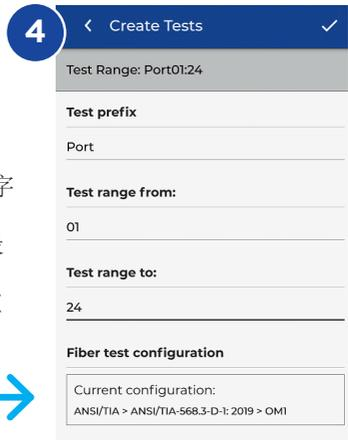 4
Create Tests
Test Range: Port01:24
Test prefix
Port
字
Test range from:
01
Test range to:
24
Fiber test configuration
Current configuration:
ANSI/TIA > ANSI/TIA-568.3-D-1: 2019 > OM1